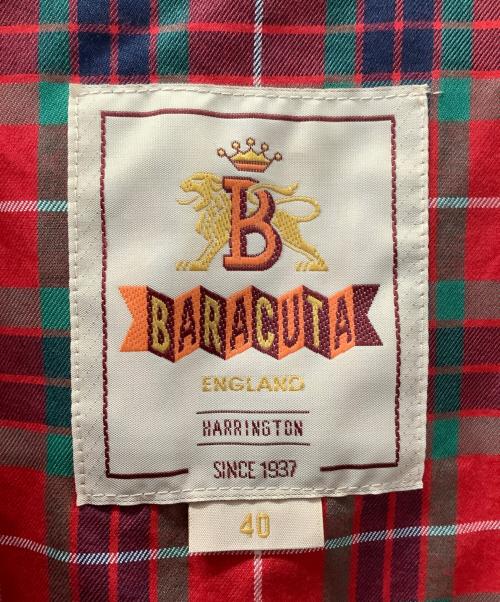 B
BARACUTA
ENGLAND
HARRINGTON
SINCE 1937
40